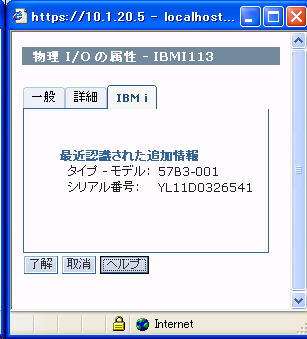 https://10.1.20.5 - localhost...
物理 I/O の属性 - IBMI113
一般 詳細 IBM i
最近認識された追加情報
タイプ - モデル: 57B3-001
シリアル番号: YL11D0326541
了解 取消 ヘルプ
Internet